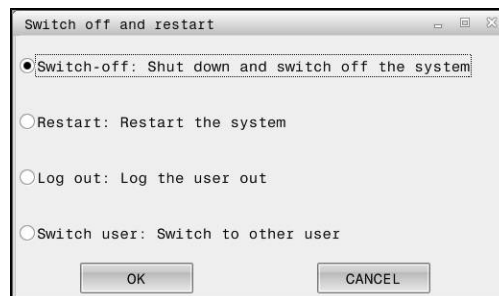 Switch off and restart
Switch-off: Shut down and switch off the system
Restart: Restart the system
Log out: Log the user out
Switch user: Switch to other user
OK CANCEL